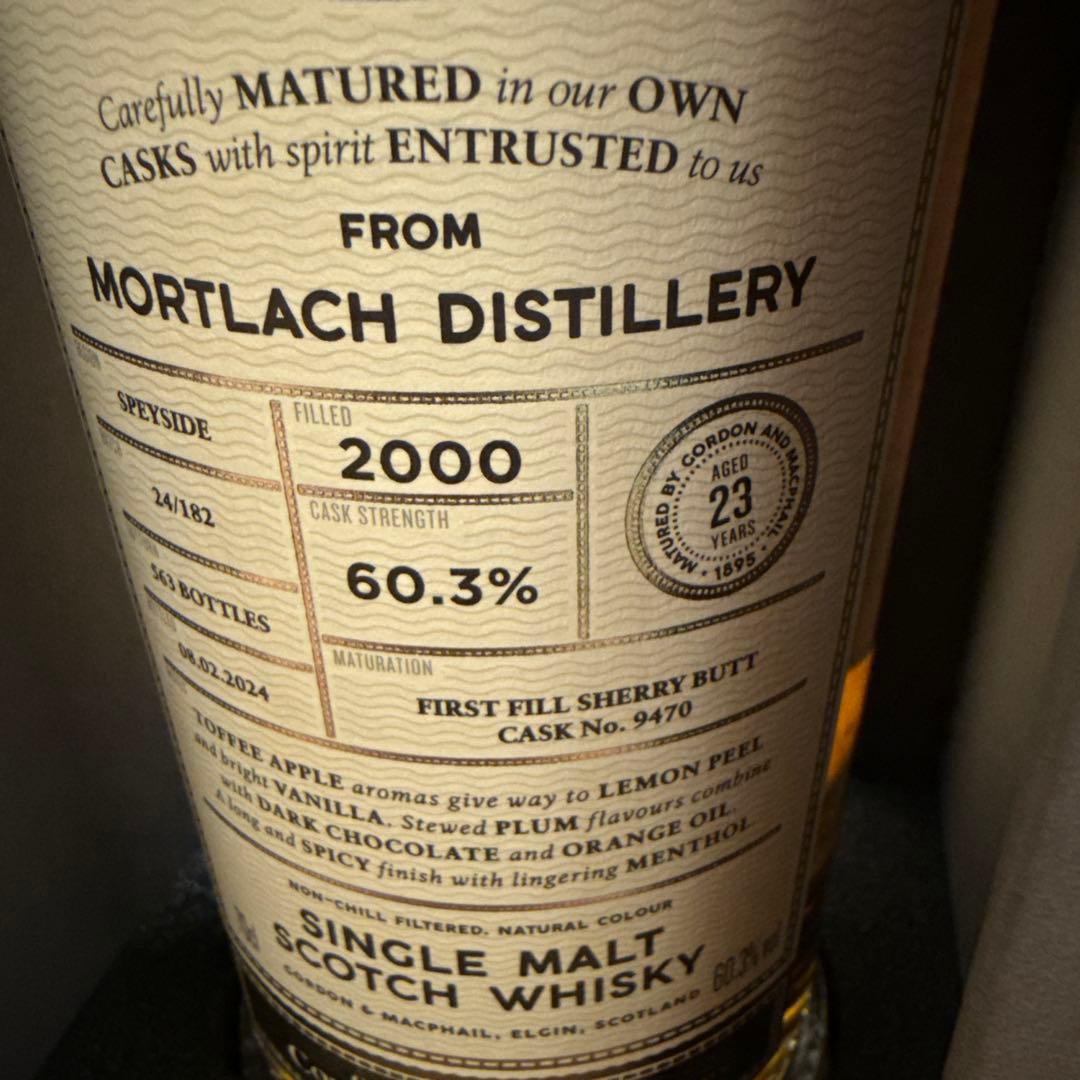 Carefully MATURED in our OWN
CASKS with spirit ENTRUSTED to us
FROM
MORTLACH DISTILLERY
SPEYSIDE
24/182
563 BOTTLES
08.02.2024
FILLED
2000
CASK STRENGTH
60.3%
MATURED BY GORDON AND MACPHAIL
AGED
23
YEARS
• 1895 •
MATURATION
FIRST FILL SHERRY BUTT
CASK No. 9470
TOFFEE APPLE aromas give way to LEMON PEEL
and bright VANILLA. Stewed PLUM flavours combine
with DARK CHOCOLATE and ORANGE OIL.
A long and SPICY finish with lingering MENTHOL.
NON-CHILL FILTERED. NATURAL COLOUR
SINGLE MALT
SCOTCH WHISKY
60.3% vol
GORDON & MACPHAIL, ELGIN, SCOTLAND